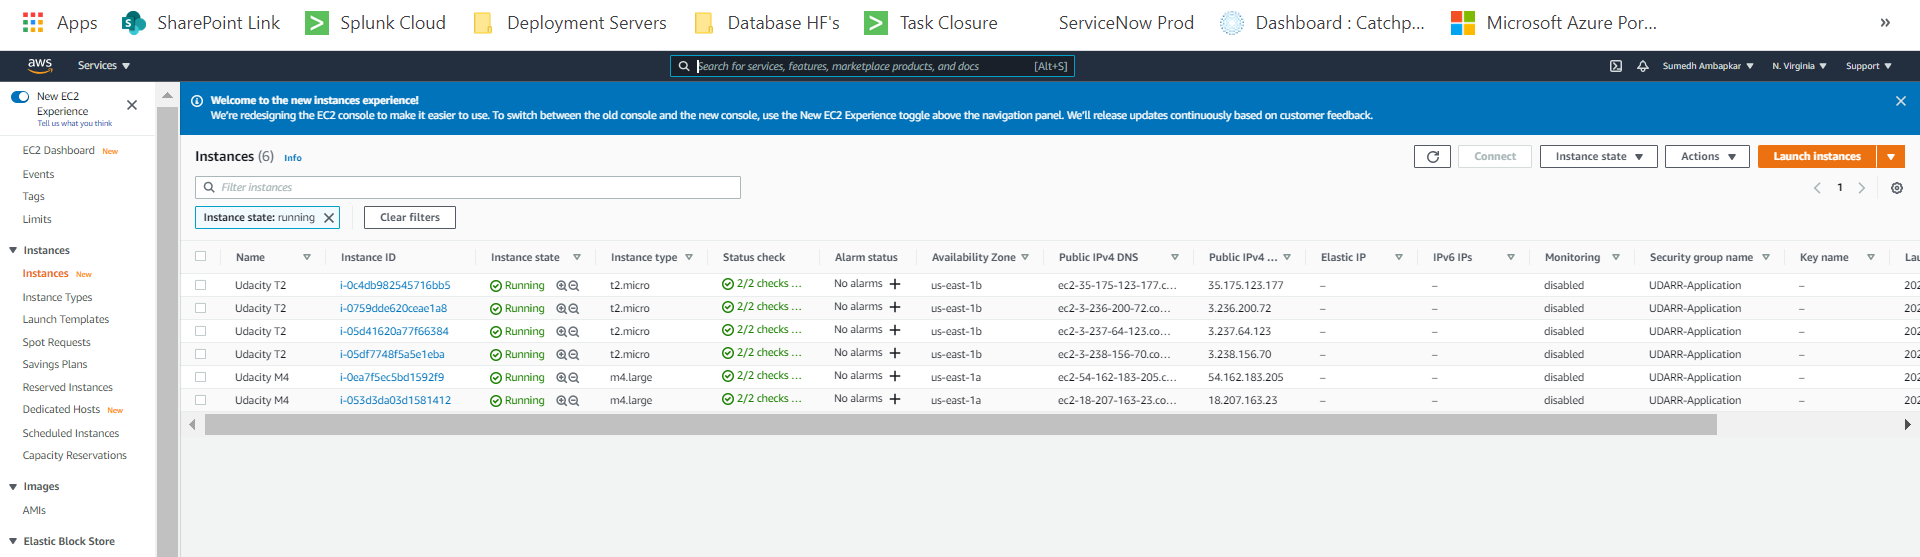 Apps SharePoint Link Splunk Cloud Deployment Servers Database HF's Task Closure ServiceNow Prod Dashboard : Catchp... Microsoft Azure Por... »
aws Services Search for services, features, marketplace products, and docs [Alt+S] Sumedh Ambapkar N. Virginia Support
New EC2
Experience
Tell us what you think
Welcome to the new instances experience!
We're redesigning the EC2 console to make it easier to use. To switch between the old console and the new console, use the New EC2 Experience toggle above the navigation panel. We'll release updates continuously based on customer feedback.
EC2 Dashboard New
Events
Tags
Limits
Instances
Instances New
Instance Types
Launch Templates
Spot Requests
Savings Plans
Reserved Instances
Dedicated Hosts New
Scheduled Instances
Capacity Reservations
Images
AMIs
Elastic Block Store
Instances (6) Info Connect Instance state Actions Launch instances
Filter instances 1
Instance state: running Clear filters
Name Instance ID Instance state Instance type Status check Alarm status Availability Zone Public IPv4 DNS Public IPv4 ... Elastic IP IPv6 IPs Monitoring Security group name Key name Lau
Udacity T2 i-0c4db982545716bb5 Running t2.micro 2/2 checks ... No alarms + us-east-1b ec2-35-175-123-177.c... 35.175.123.177 – – disabled UDARR-Application – 202
Udacity T2 i-0759dde620ceae1a8 Running t2.micro 2/2 checks ... No alarms + us-east-1b ec2-3-236-200-72.co... 3.236.200.72 – – disabled UDARR-Application – 202
Udacity T2 i-05d41620a77f66384 Running t2.micro 2/2 checks ... No alarms + us-east-1b ec2-3-237-64-123.co... 3.237.64.123 – – disabled UDARR-Application – 202
Udacity T2 i-05df7748f5a5e1eba Running t2.micro 2/2 checks ... No alarms + us-east-1b ec2-3-238-156-70.co... 3.238.156.70 – – disabled UDARR-Application – 202
Udacity M4 i-0ea7f5ec5bd1592f9 Running m4.large 2/2 checks ... No alarms + us-east-1a ec2-54-162-183-205.c... 54.162.183.205 – – disabled UDARR-Application – 202
Udacity M4 i-053d3da03d1581412 Running m4.large 2/2 checks ... No alarms + us-east-1a ec2-18-207-163-23.co... 18.207.163.23 – – disabled UDARR-Application – 202